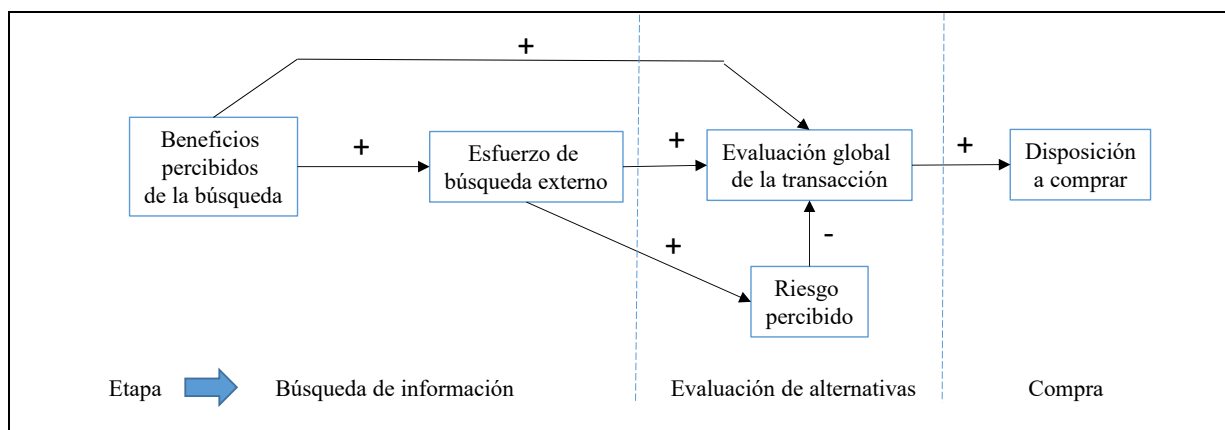 +
Beneficios
percibidos
de la búsqueda
+
Esfuerzo de
búsqueda externo
+
Evaluación global
de la transacción
+
Disposición
a comprar
+
-
Riesgo
percibido
Etapa
Búsqueda de información
Evaluación de alternativas
Compra